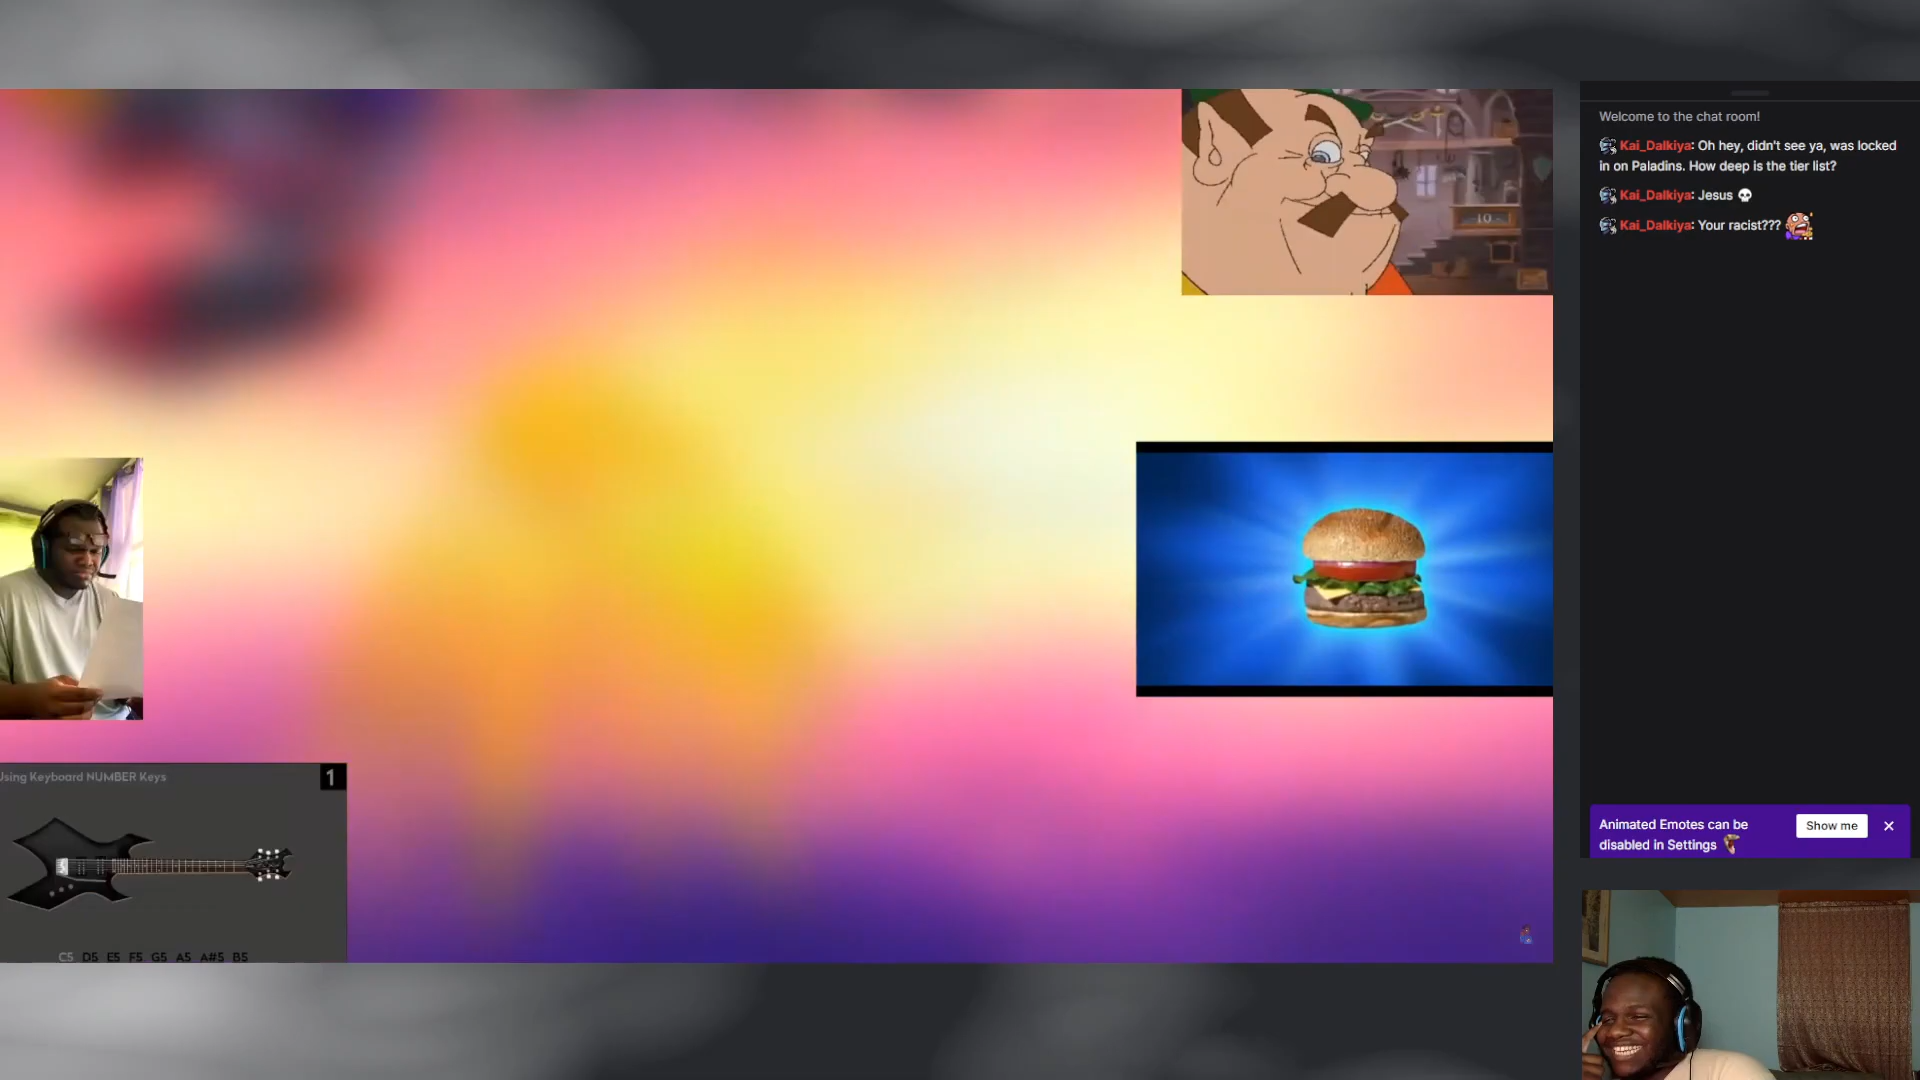 Welcome to the chat room!
Kai_Dalkiya: Oh hey, didn't see ya, was locked
in on Paladins. How deep is the tier list?
Kai_Dalkiya: Jesus 💀
Kai_Dalkiya: Your racist???
10
Using Keyboard NUMBER Keys
1
C5 D5 E5 F5 G5 A5 A#5 B5
Animated Emotes can be
disabled in Settings
Show me